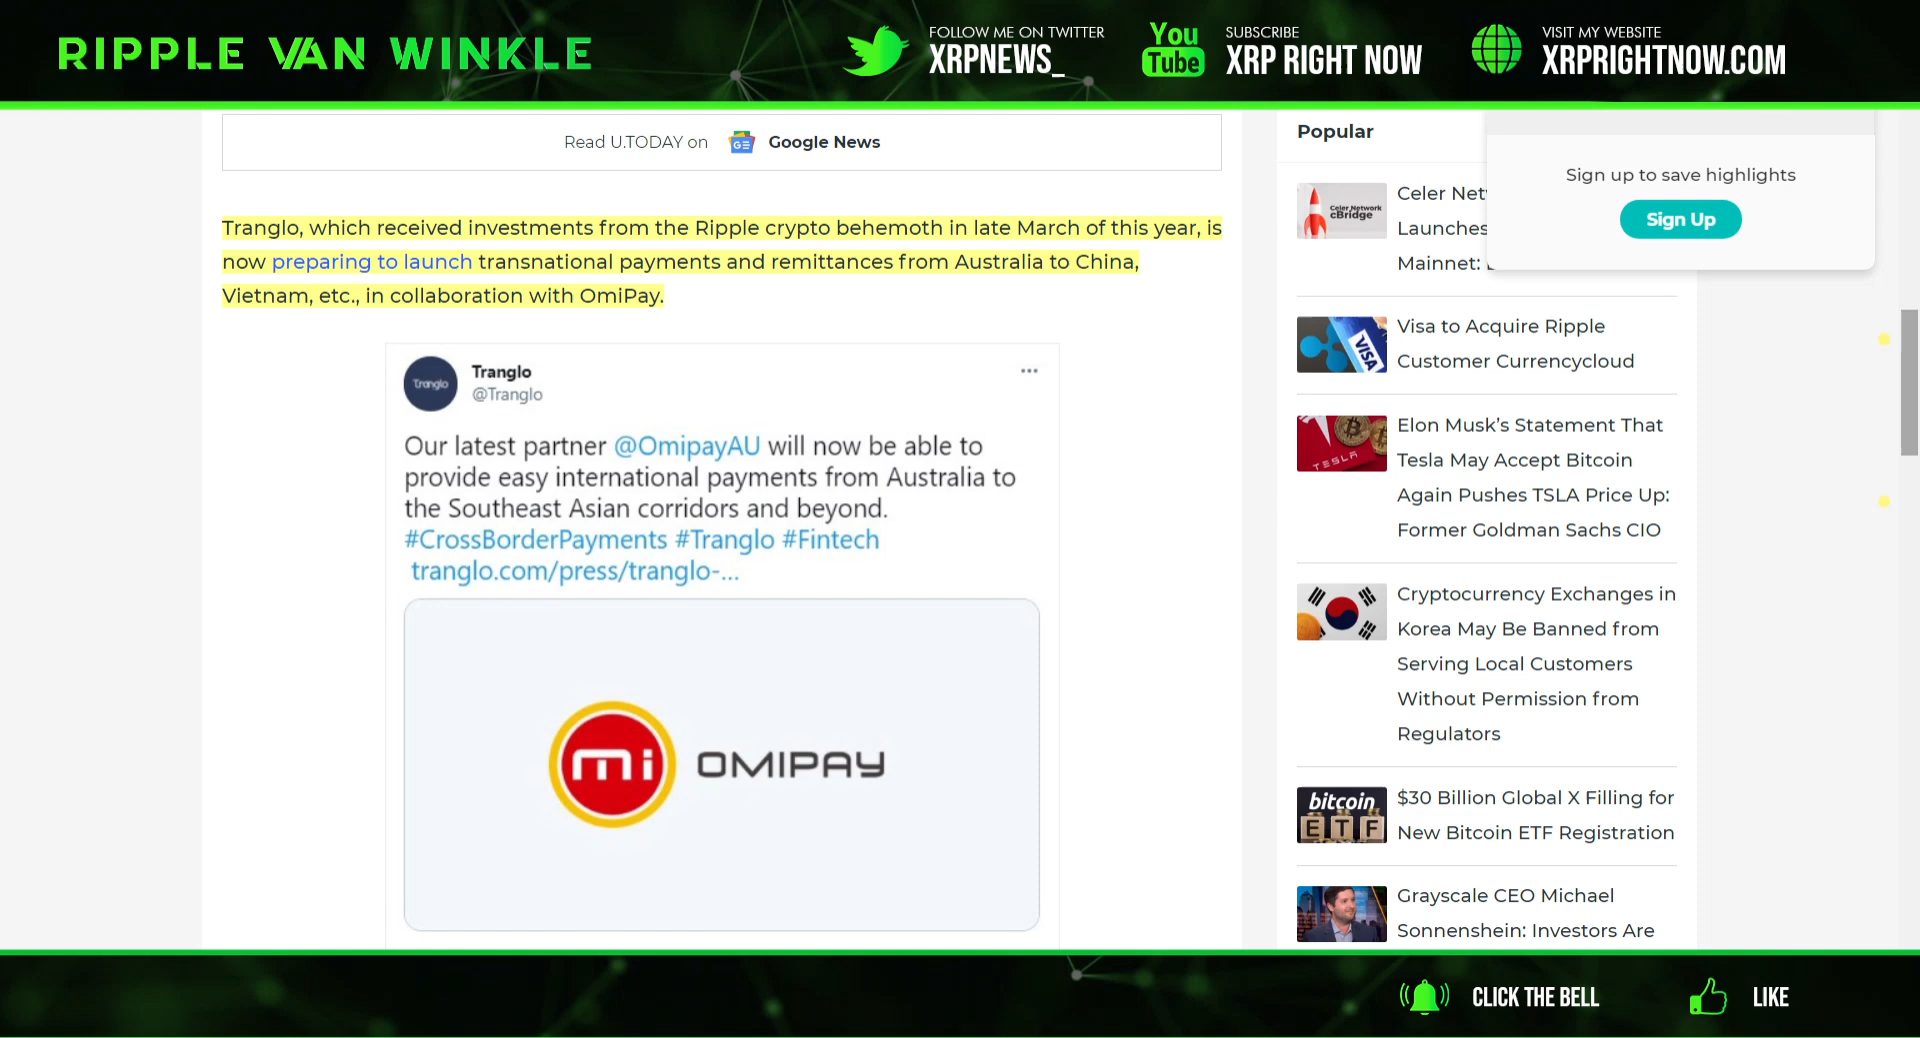 RIPPLE VAN WINKLE
FOLLOW ME ON TWITTER
XRPNEWS_
You
Tube
SUBSCRIBE
XRP RIGHT NOW
VISIT MY WEBSITE
XRPRIGHTNOW.COM
Read U.TODAY on
GE
Google News
Tranglo, which received investments from the Ripple crypto behemoth in late March of this year, is
now preparing to launch transnational payments and remittances from Australia to China,
Vietnam, etc., in collaboration with OmiPay.
Tranglo
Tranglo
@Tranglo
Our latest partner @OmipayAU will now be able to
provide easy international payments from Australia to
the Southeast Asian corridors and beyond.
#CrossBorderPayments #Tranglo #Fintech
tranglo.com/press/tranglo-...
mi
OMIPAY
Popular
Sign up to save highlights
Sign Up
Celer Network
cBridge
Celer Net
Launches
Mainnet:
VISA
Visa to Acquire Ripple
Customer Currencycloud
TESLA
Elon Musk's Statement That
Tesla May Accept Bitcoin
Again Pushes TSLA Price Up:
Former Goldman Sachs CIO
Cryptocurrency Exchanges in
Korea May Be Banned from
Serving Local Customers
Without Permission from
Regulators
bitcoin
ETF
$30 Billion Global X Filling for
New Bitcoin ETF Registration
Grayscale CEO Michael
Sonnenshein: Investors Are
CLICK THE BELL
LIKE